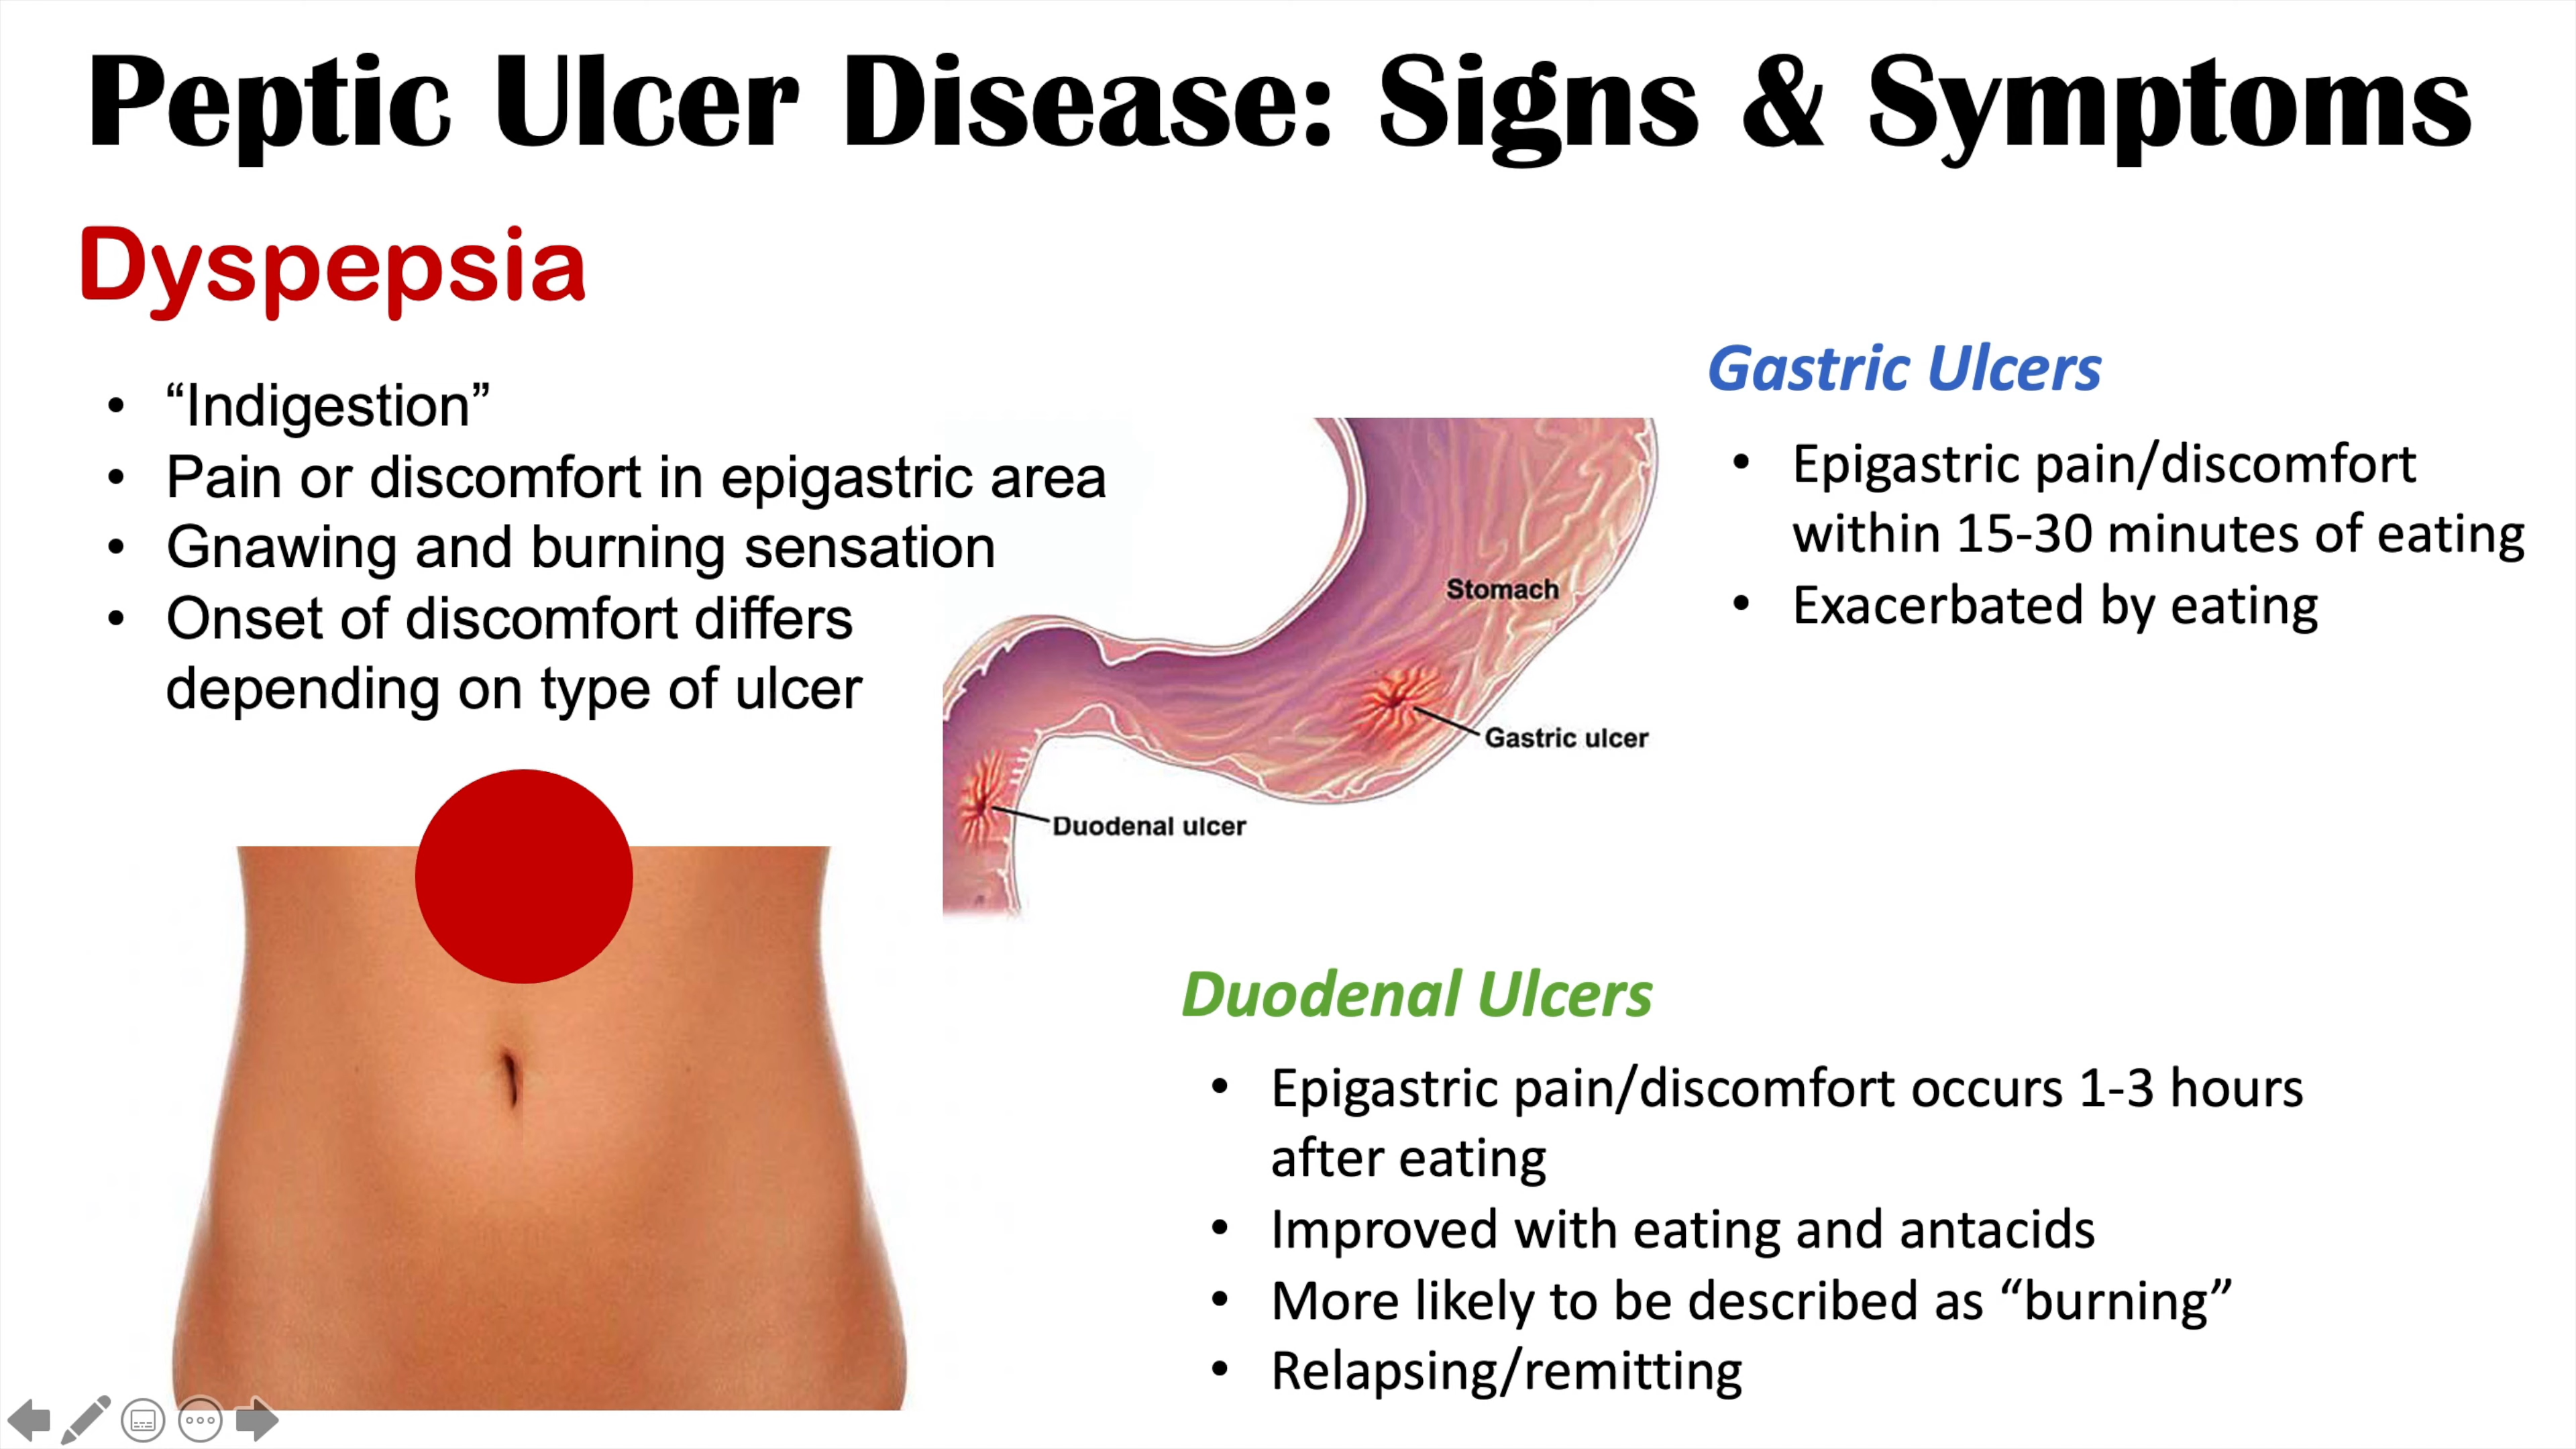 Peptic Ulcer Disease: Signs & Symptoms
Dyspepsia
• “Indigestion”
• Pain or discomfort in epigastric area
• Gnawing and burning sensation
• Onset of discomfort differs
depending on type of ulcer
Stomach
Gastric ulcer
Duodenal ulcer
Gastric Ulcers
• Epigastric pain/discomfort
within 15-30 minutes of eating
• Exacerbated by eating
Duodenal Ulcers
• Epigastric pain/discomfort occurs 1-3 hours
after eating
• Improved with eating and antacids
• More likely to be described as “burning”
• Relapsing/remitting